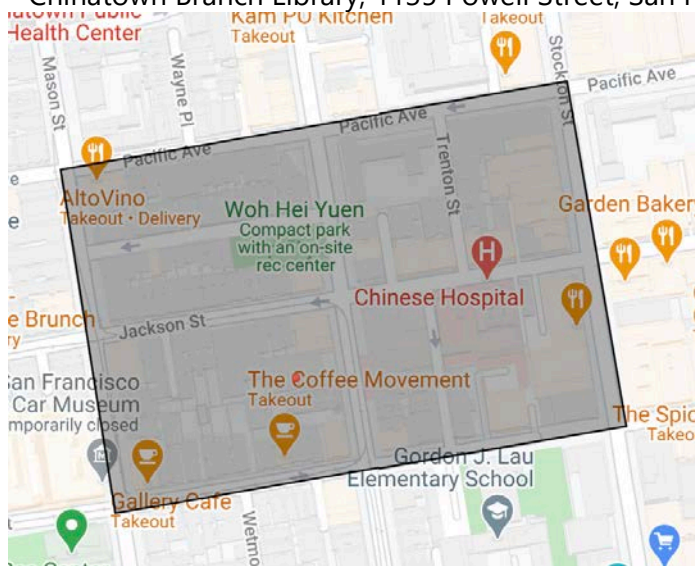 Chinatown Branch Library, 1135 Powell Street, San
Health Center
Kam PO Kitchen
Takeout
Takeout
Mason St
Wayne Pl
Stockton St
Pacific Ave
Pacific Ave
Pacific Ave
Trenton St
AltoVino
Takeout • Delivery
Woh Hei Yuen
Compact park
with an on-site
rec center
Garden Baker
H
Chinese Hospital
e Brunch
Jackson St
San Francisco
Car Museum
mporarily closed
The Coffee Movement
Takeout
The Spic
Takeo
Gordon J. Lau
Elementary School
Gallery Cafe
Takeout
Wetmo